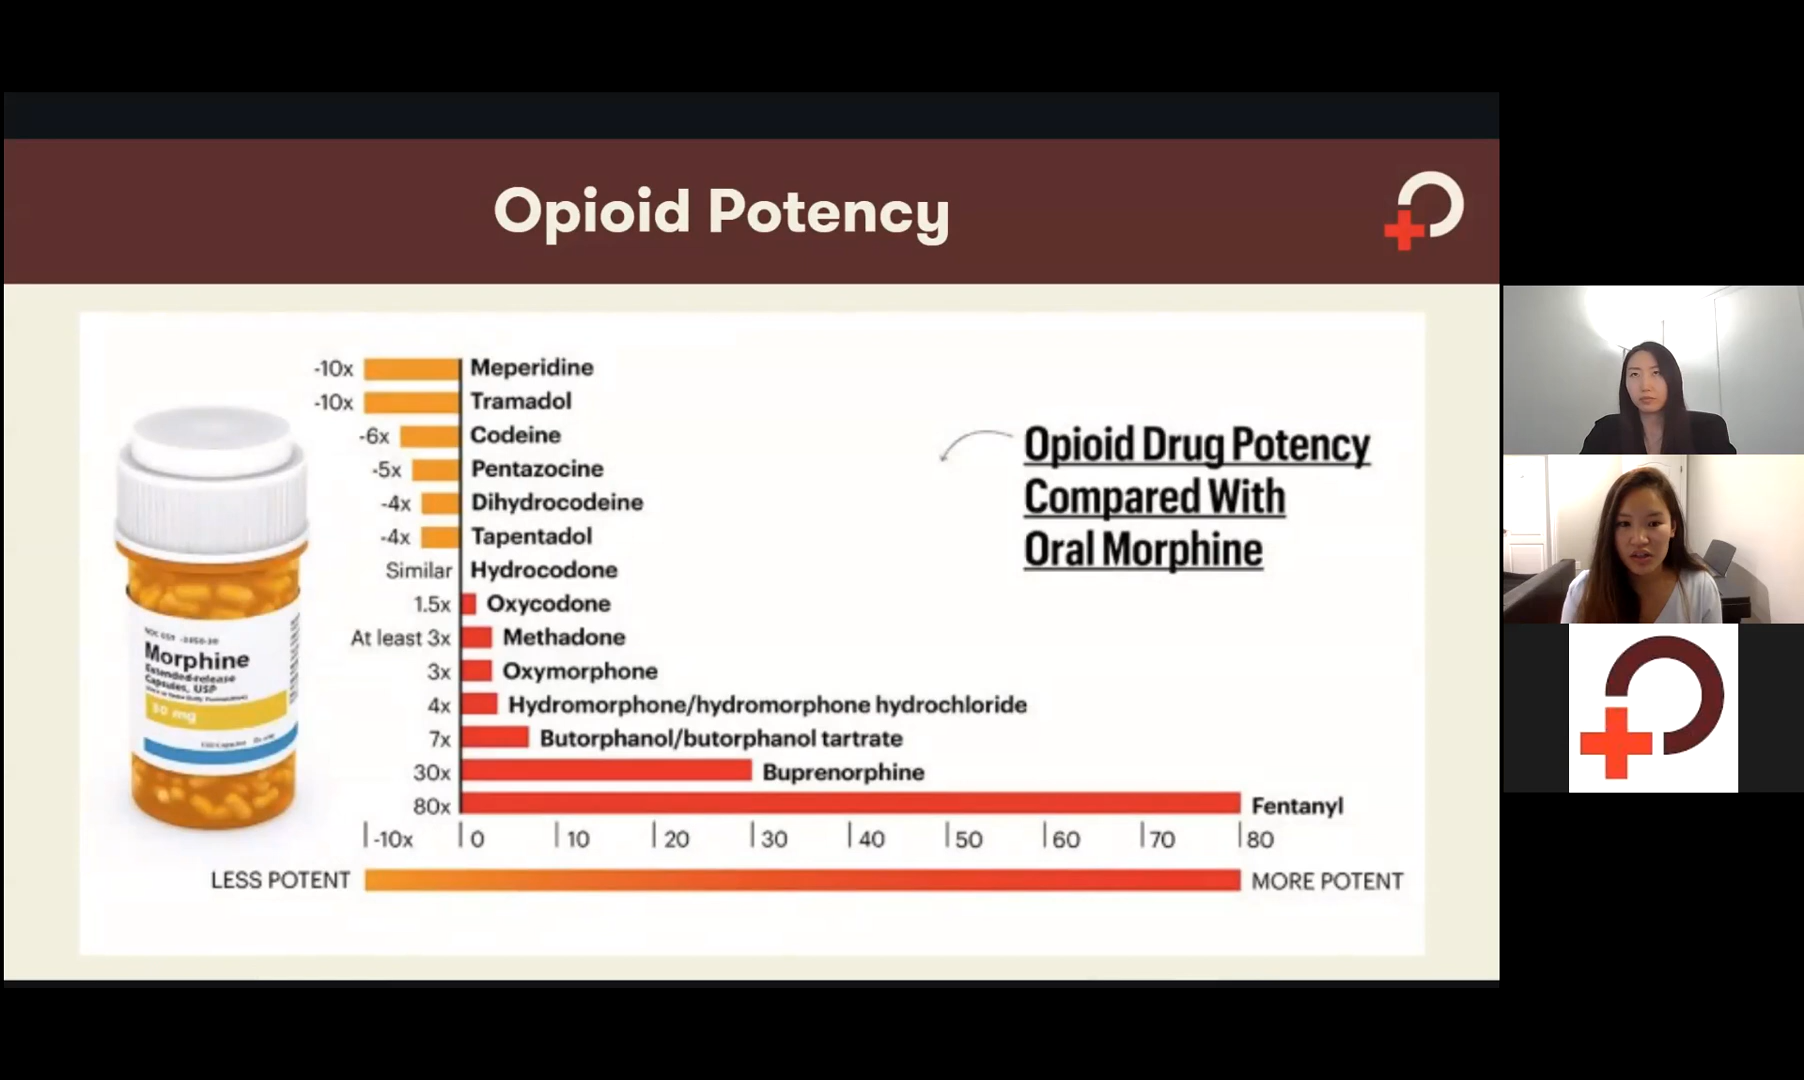 Opioid Potency
-10x Meperidine
-10x Tramadol
-6x Codeine
-5x Pentazocine
-4x Dihydrocodeine
-4x Tapentadol
Similar Hydrocodone
1.5x Oxycodone
At least 3x Methadone
3x Oxymorphone
4x Hydromorphone/hydromorphone hydrochloride
7x Butorphanol/butorphanol tartrate
30x Buprenorphine
80x Fentanyl
-10x 0 10 20 30 40 50 60 70 80
LESS POTENT MORE POTENT
Opioid Drug Potency
Compared With
Oral Morphine
Morphine
Extended-release
Capsules, USP
mg